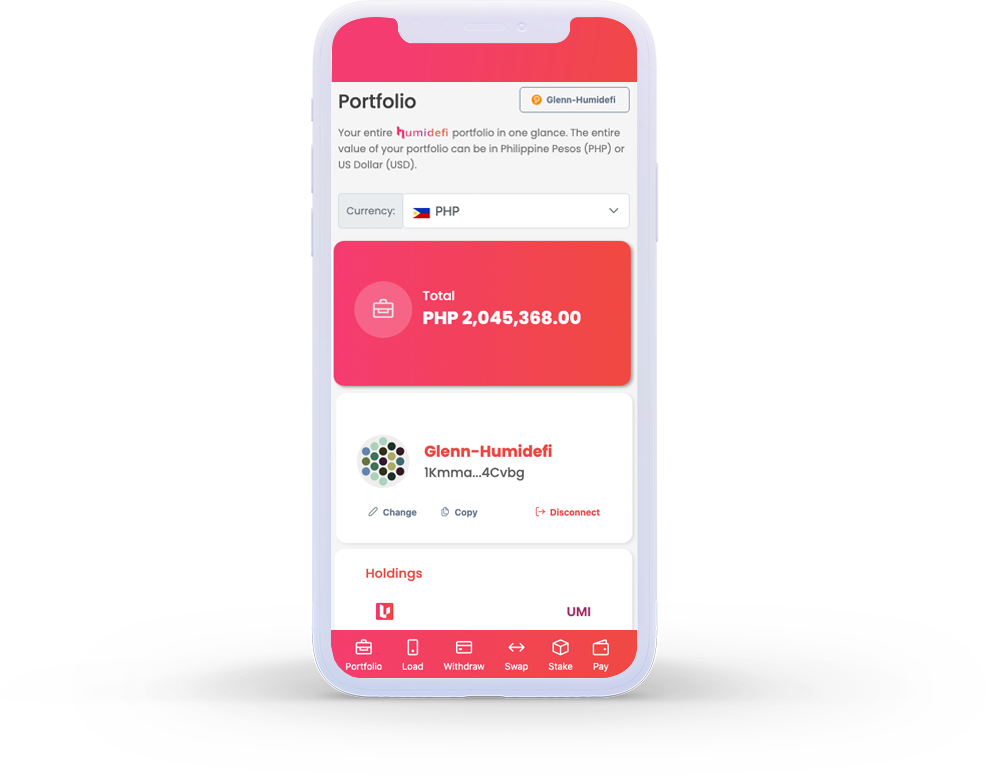 Portfolio
Glenn-Humidefi
Your entire humidefi portfolio in one glance. The entire
value of your portfolio can be in Philippine Pesos (PHP) or
US Dollar (USD).
Currency:
PHP
Total
PHP 2,045,368.00
Glenn-Humidefi
1Kmma...4Cvbg
Change
Copy
Disconnect
Holdings
UMI
Portfolio
Load
Withdraw
Swap
Stake
Pay